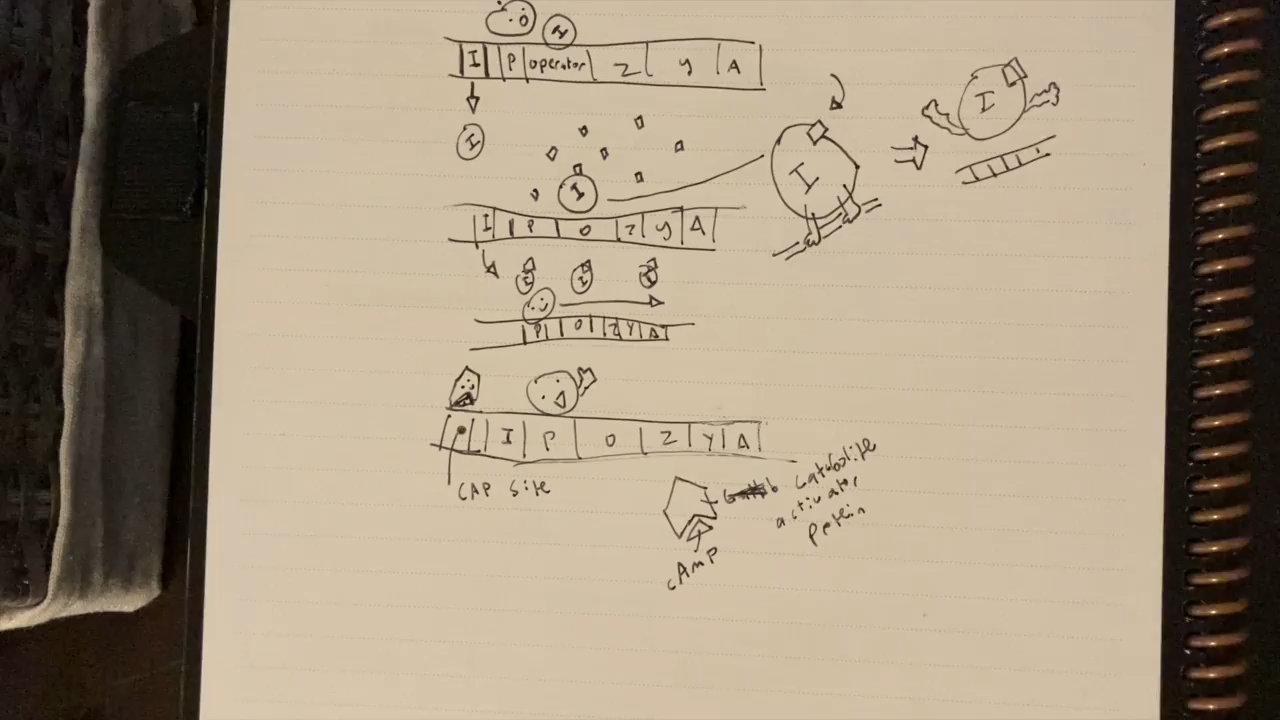 I
I P operator Z Y A
I
I
I
I
I
I P O Z Y A
I I I
P O Z Y A
I P O Z Y A
CAP Site
catabolite
activator
protein
cAMP